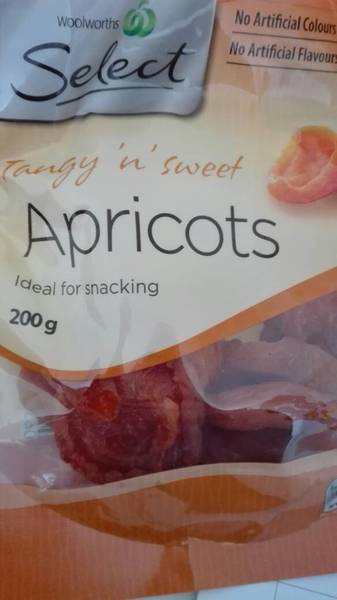 Woolworths
Select
No Artificial Colours
No Artificial Flavours
Tangy 'n' sweet
Apricots
Ideal for snacking
200g